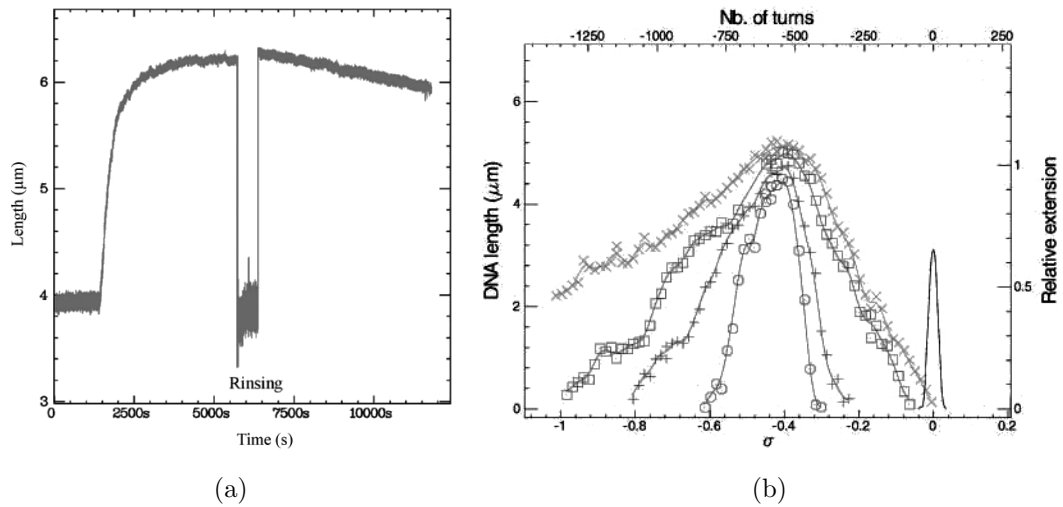 Length (μm)
6
5
4
3
0
2500s
5000s
7500s
10000s
Rinsing
Time (s)
(a)
Nb. of turns
-1250
-1000
-750
-500
-250
0
250
DNA length (μm)
6
4
2
0
Relative extension
1
0.5
0
-1
-0.8
-0.6
-0.4
-0.2
0
0.2
σ
(b)